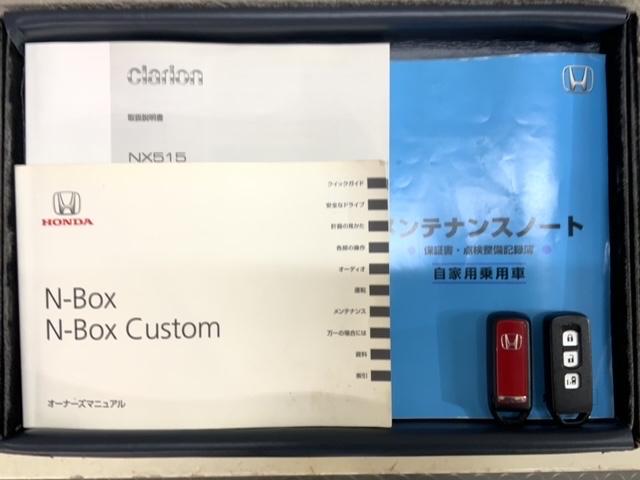 clarion
取扱説明書
NX515
HONDA
N-Box
N-Box Custom
オーナーズマニュアル
クイックガイド
安全なドライブ
計器の見かた
各部の操作
オーディオ
運転
メンテナンス
万一の場合には
資料
索引
メンテナンスノート
保証書・点検整備記録簿
自家用乗用車